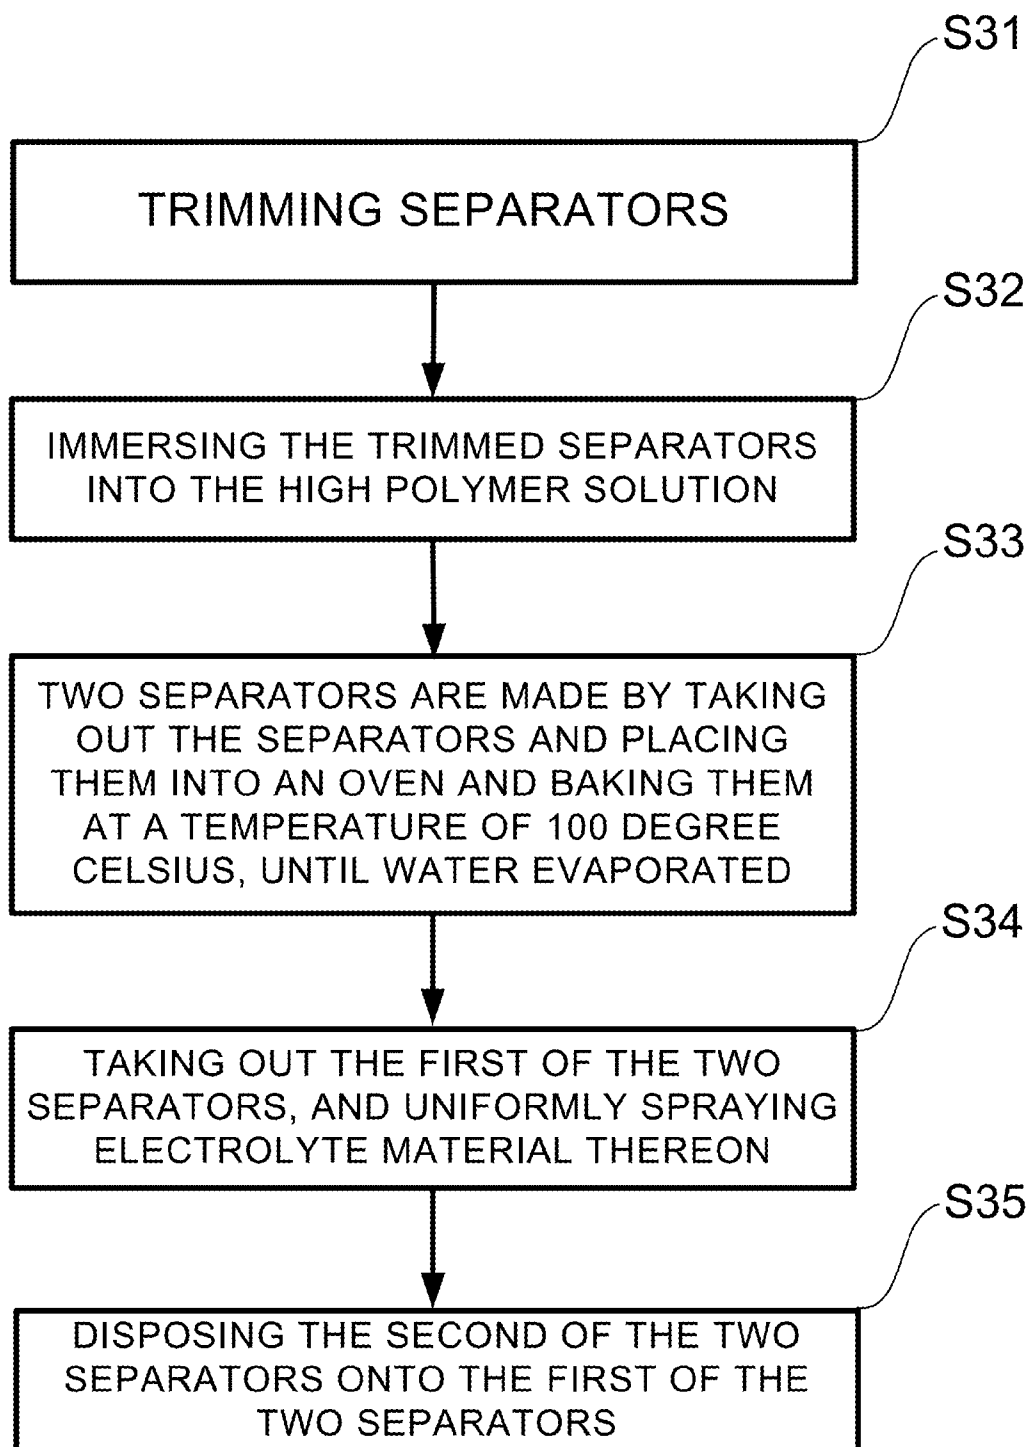 S31
TRIMMING SEPARATORS
S32
IMMERSING THE TRIMMED SEPARATORS
INTO THE HIGH POLYMER SOLUTION
S33
TWO SEPARATORS ARE MADE BY TAKING
OUT THE SEPARATORS AND PLACING
THEM INTO AN OVEN AND BAKING THEM
AT A TEMPERATURE OF 100 DEGREE
CELSIUS, UNTIL WATER EVAPORATED
S34
TAKING OUT THE FIRST OF THE TWO
SEPARATORS, AND UNIFORMLY SPRAYING
ELECTROLYTE MATERIAL THEREON
S35
DISPOSING THE SECOND OF THE TWO
SEPARATORS ONTO THE FIRST OF THE
TWO SEPARATORS